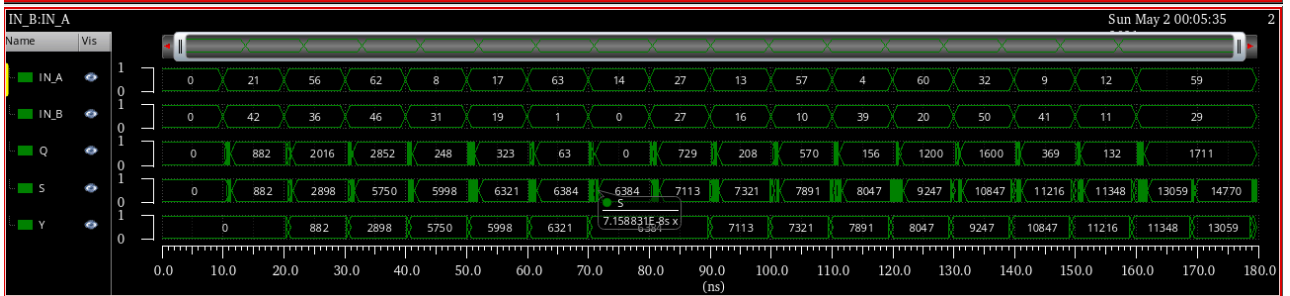 IN_B:IN_A
Sun May 2 00:05:35
2
Name Vis
IN_A 1 0 0 21 56 62 8 17 63 14 27 13 57 4 60 32 9 12 59
IN_B 1 0 0 42 36 46 31 19 1 0 27 16 10 39 20 50 41 11 29
Q 1 0 0 882 2016 2852 248 323 63 0 729 208 570 156 1200 1600 369 132 1711
S 1 0 0 882 2898 5750 5998 6321 6384 6384 7113 7321 7891 8047 9247 10847 11216 11348 13059 14770
S
7.158831E-8s x
Y 1 0 0 882 2898 5750 5998 6321 6384 7113 7321 7891 8047 9247 10847 11216 11348 13059
0.0 10.0 20.0 30.0 40.0 50.0 60.0 70.0 80.0 90.0 100.0 110.0 120.0 130.0 140.0 150.0 160.0 170.0 180.0
(ns)